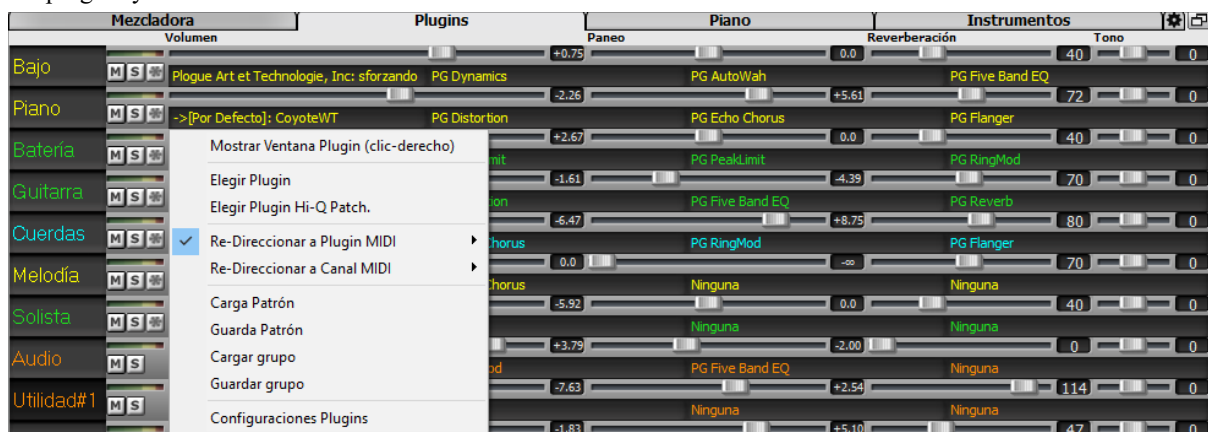 Mezcladora Plugins Piano Instrumentos
Volumen Paneo Reverberación Tono
+0.75 0.0 40 0
Bajo M S Plogue Art et Technologie, Inc: sforzando PG Dynamics PG AutoWah PG Five Band EQ
-2.26 +5.61 72 0
Piano M S ->[Por Defecto]: CoyoteWT PG Distortion PG Echo Chorus PG Flanger
+2.67 0.0 40 0
Batería M S Mostrar Ventana Plugin (clic-derecho) mit PG PeakLimit PG RingMod
-1.61 -4.39 70 0
Guitarra M S Elegir Plugin ion PG Five Band EQ PG Reverb
Elegir Plugin Hi-Q Patch.
-6.47 +8.75 80 0
Cuerdas M S Re-Direccionar a Plugin MIDI horus PG RingMod PG Flanger
Re-Direccionar a Canal MIDI 0.0 -∞ 70 0
Melodía M S horus Ninguna Ninguna
Carga Patrón -5.92 0.0 40 0
Solista M S Guarda Patrón Ninguna Ninguna
+3.79 -2.00 0 0
Audio M S Cargar grupo od PG Five Band EQ Ninguna
Guardar grupo -7.63 +2.54 114 0
Utilidad#1 M S Configuraciones Plugins Ninguna Ninguna
-1.83 +5.10 47 0